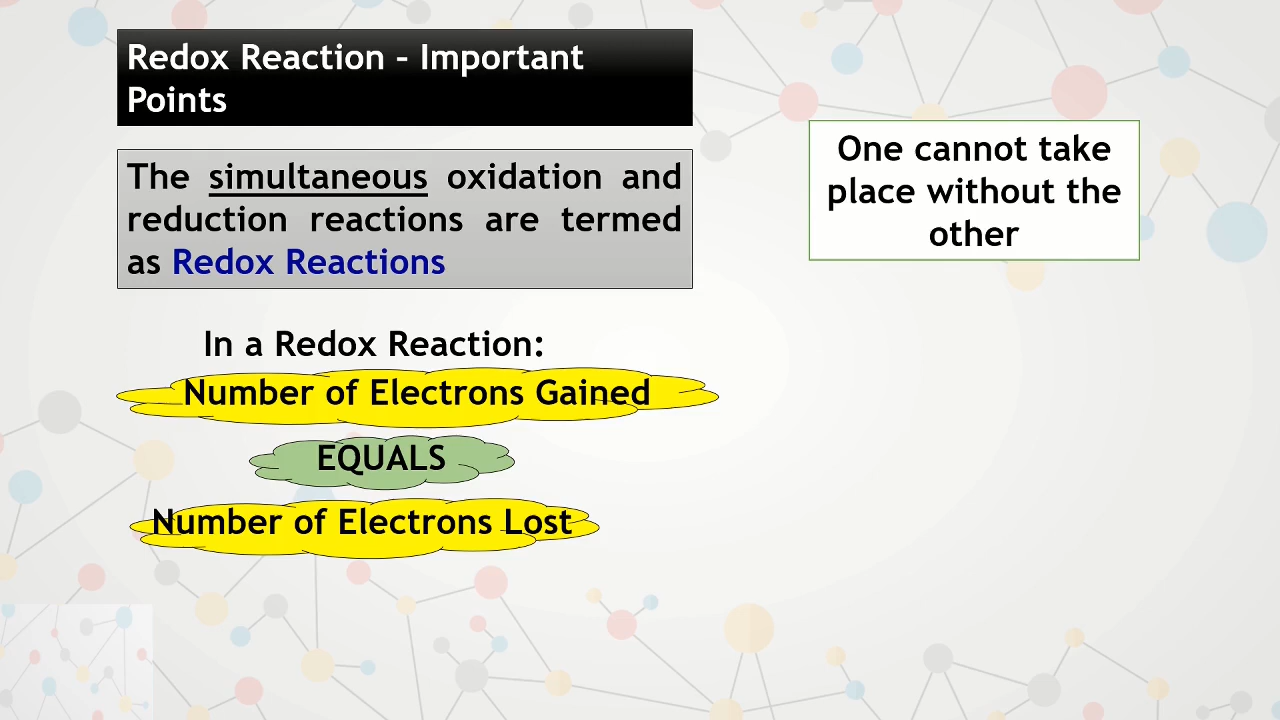 Redox Reaction – Important
Points
The simultaneous oxidation and
reduction reactions are termed
as Redox Reactions
One cannot take
place without the
other
In a Redox Reaction:
Number of Electrons Gained
EQUALS
Number of Electrons Lost